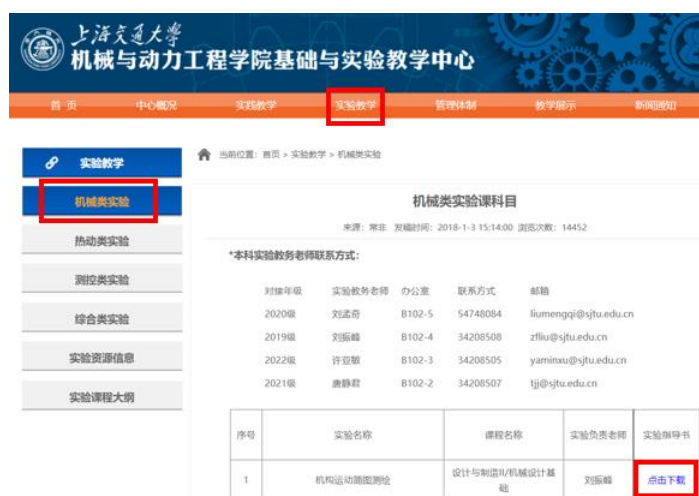 上海交通大学
机械与动力工程学院基础与实验教学中心
首 页 中心概况 实践教学 实验教学 管理体制 教学展示 新闻通知
实验教学
当前位置：首页 > 实验教学 > 机械类实验
机械类实验
机械类实验课科目
来源：常非 发稿时间：2018-1-3 15:14:00 浏览次数：14452
热动类实验
*本科实验教务老师联系方式：
测控类实验
对接年级 实验教务老师 办公室 联系方式 邮箱
2020级 刘孟奇 B102-5 54748084 liumengqi@sjtu.edu.cn
综合类实验
2019级 刘振峰 B102-4 34208508 zfliu@sjtu.edu.cn
实验资源信息
2022级 许亚敏 B102-3 34208505 yaminxu@sjtu.edu.cn
2021级 唐静君 B102-2 34208507 tjj@sjtu.edu.cn
实验课程大纲
序号 实验名称 课程名称 实验负责老师 实验指导书
1 机构运动简图测绘 设计与制造II/机械设计基 刘振峰 点击下载
础